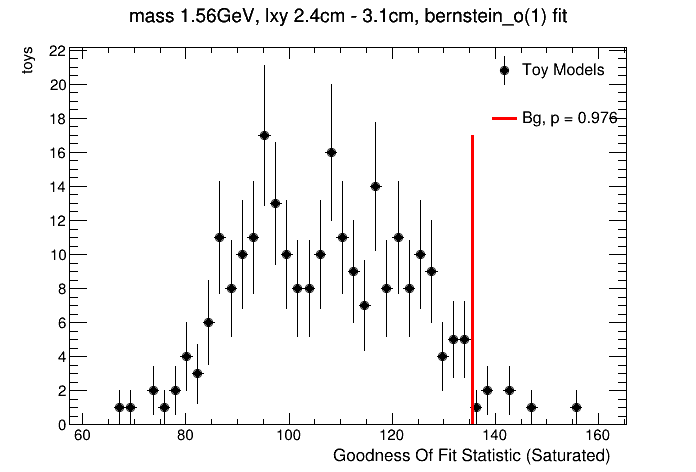 mass 1.56GeV, lxy 2.4cm - 3.1cm, bernstein_o(1) fit
toys
Toy Models
Bg, p = 0.976
22
20
18
16
14
12
10
8
6
4
2
0
60 80 100 120 140 160
Goodness Of Fit Statistic (Saturated)